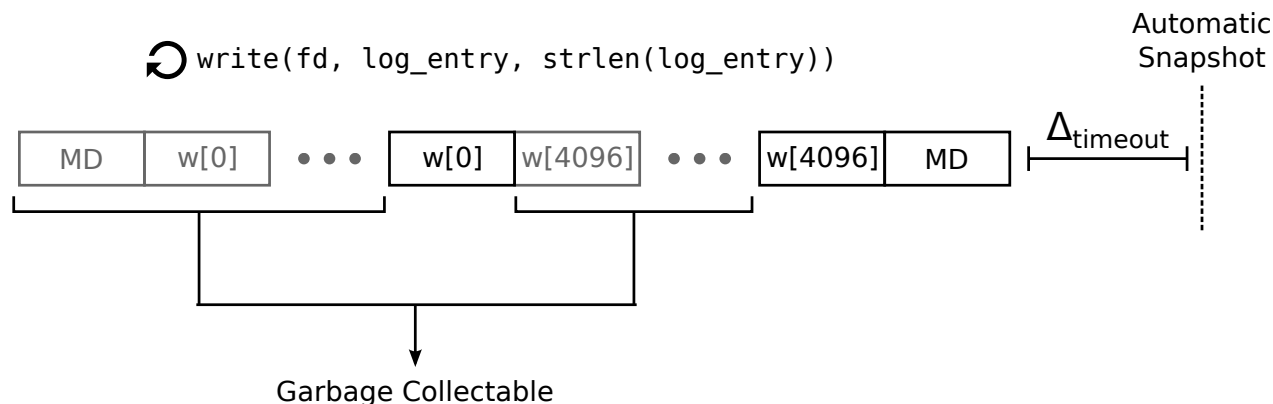 Automatic
Snapshot
write(fd, log_entry, strlen(log_entry))
MD w[0] w[0] w[4096] w[4096] MD Δtimeout
Garbage Collectable